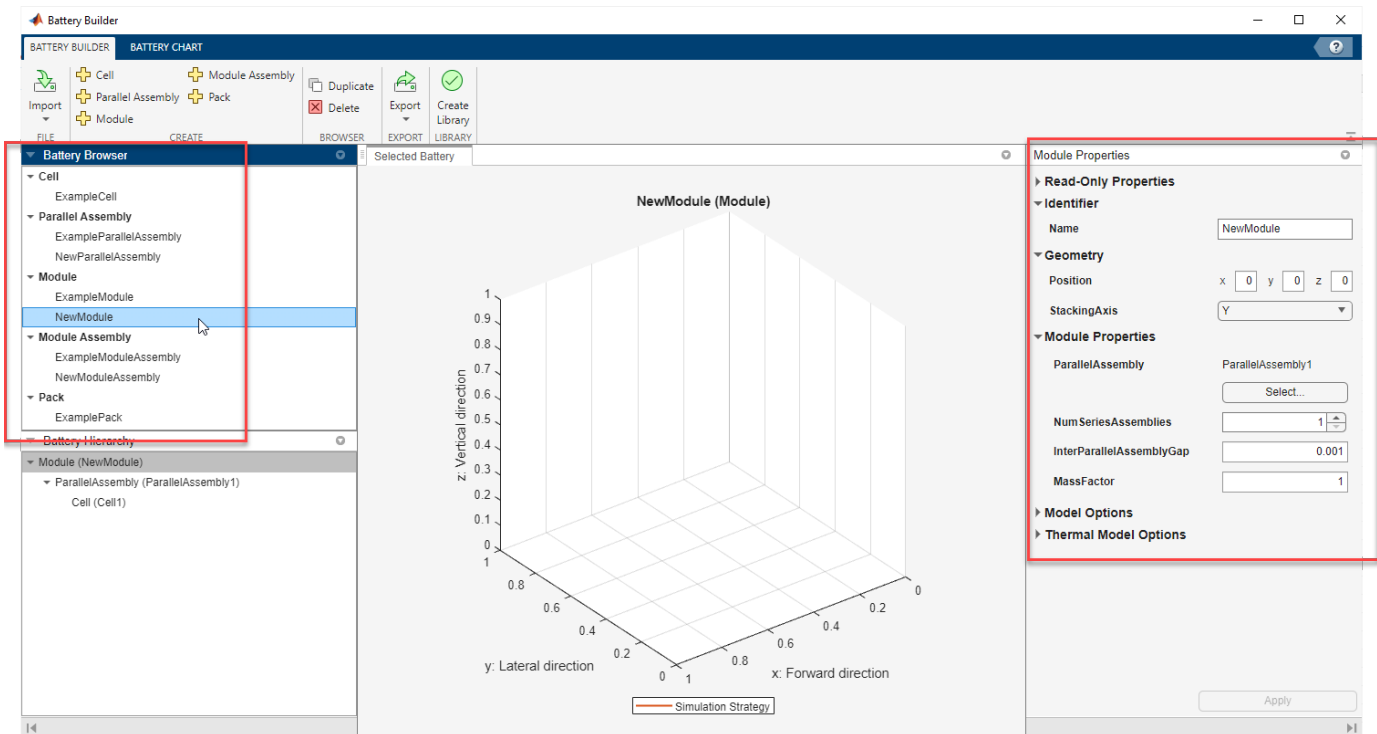 Battery Builder
BATTERY BUILDER BATTERY CHART
?
Import
Cell
Parallel Assembly
Module
Module Assembly
Pack
Duplicate
Delete
Export
Create
Library
FILE CREATE BROWSER EXPORT LIBRARY
Battery Browser
Cell
ExampleCell
Parallel Assembly
ExampleParallelAssembly
NewParallelAssembly
Module
ExampleModule
NewModule
Module Assembly
ExampleModuleAssembly
NewModuleAssembly
Pack
ExamplePack
Battery Hierarchy
Module (NewModule)
ParallelAssembly (ParallelAssembly1)
Cell (Cell1)
Selected Battery
NewModule (Module)
1
0.9
0.8
0.7
0.6
0.5
0.4
0.3
0.2
0.1
0
z: Vertical direction
1
0.8
0.6
0.4
0.2
0
y: Lateral direction
1
0.8
0.6
0.4
0.2
0
x: Forward direction
Simulation Strategy
Module Properties
Read-Only Properties
Identifier
Name NewModule
Geometry
Position x 0 y 0 z 0
StackingAxis Y
Module Properties
ParallelAssembly ParallelAssembly1
Select...
NumSeriesAssemblies 1
InterParallelAssemblyGap 0.001
MassFactor 1
Model Options
Thermal Model Options
Apply